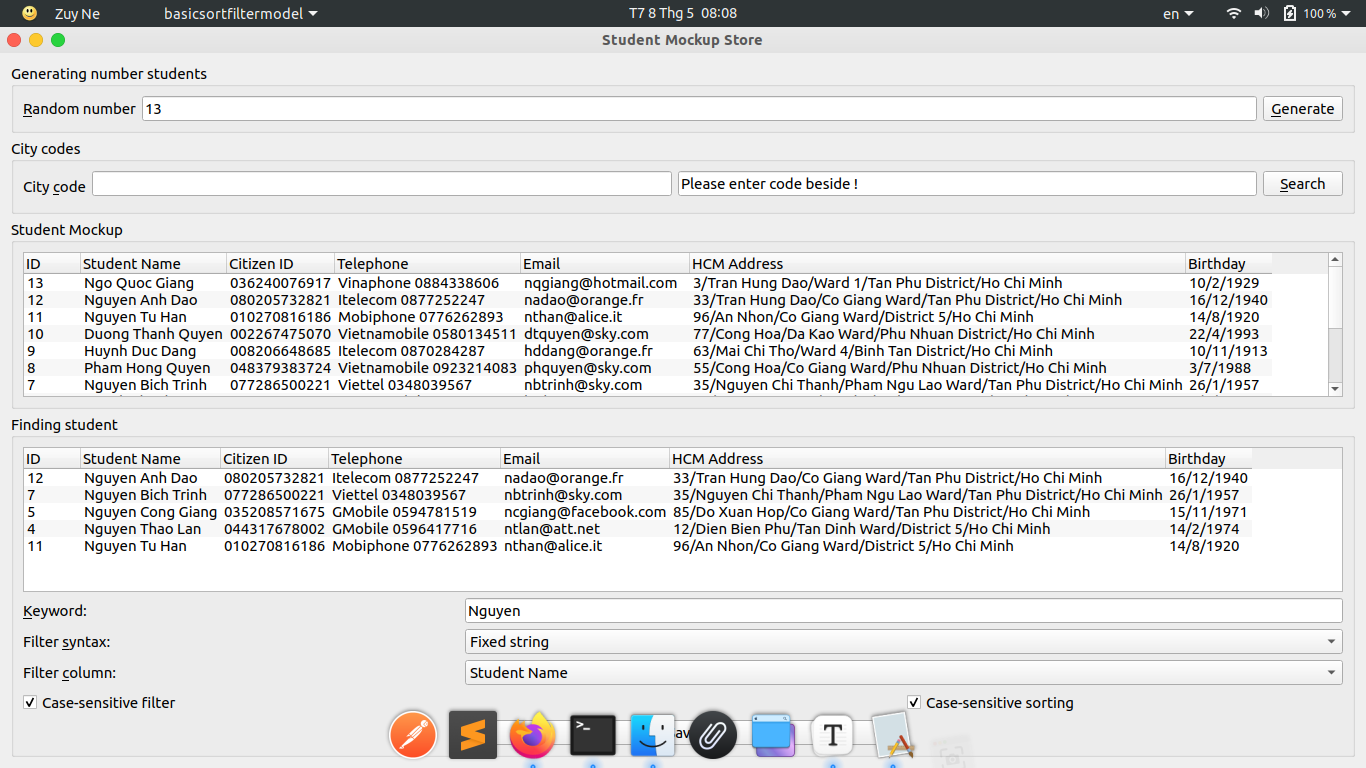 Zuy Ne basicsortfiltermodel T7 8 Thg 5 08:08 en 100 %
Student Mockup Store
Generating number students
Random number 13 Generate
City codes
City code Please enter code beside ! Search
Student Mockup
ID Student Name Citizen ID Telephone Email HCM Address Birthday
13 Ngo Quoc Giang 036240076917 Vinaphone 0884338606 nqgiang@hotmail.com 3/Tran Hung Dao/Ward 1/Tan Phu District/Ho Chi Minh 10/2/1929
12 Nguyen Anh Dao 080205732821 Itelecom 0877252247 nadao@orange.fr 33/Tran Hung Dao/Co Giang Ward/Tan Phu District/Ho Chi Minh 16/12/1940
11 Nguyen Tu Han 010270816186 Mobiphone 0776262893 nthan@alice.it 96/An Nhon/Co Giang Ward/District 5/Ho Chi Minh 14/8/1920
10 Duong Thanh Quyen 002267475070 Vietnamobile 0580134511 dtquyen@sky.com 77/Cong Hoa/Da Kao Ward/Phu Nhuan District/Ho Chi Minh 22/4/1993
9 Huynh Duc Dang 008206648685 Itelecom 0870284287 hddang@orange.fr 63/Mai Chi Tho/Ward 4/Binh Tan District/Ho Chi Minh 10/11/1913
8 Pham Hong Quyen 048379383724 Vietnamobile 0923214083 phquyen@sky.com 55/Cong Hoa/Co Giang Ward/Phu Nhuan District/Ho Chi Minh 3/7/1988
7 Nguyen Bich Trinh 077286500221 Viettel 0348039567 nbtrinh@sky.com 35/Nguyen Chi Thanh/Pham Ngu Lao Ward/Tan Phu District/Ho Chi Minh 26/1/1957
Finding student
ID Student Name Citizen ID Telephone Email HCM Address Birthday
12 Nguyen Anh Dao 080205732821 Itelecom 0877252247 nadao@orange.fr 33/Tran Hung Dao/Co Giang Ward/Tan Phu District/Ho Chi Minh 16/12/1940
7 Nguyen Bich Trinh 077286500221 Viettel 0348039567 nbtrinh@sky.com 35/Nguyen Chi Thanh/Pham Ngu Lao Ward/Tan Phu District/Ho Chi Minh 26/1/1957
5 Nguyen Cong Giang 035208571675 GMobile 0594781519 ncgiang@facebook.com 85/Do Xuan Hop/Co Giang Ward/Tan Phu District/Ho Chi Minh 15/11/1971
4 Nguyen Thao Lan 044317678002 GMobile 0596417716 ntlan@att.net 12/Dien Bien Phu/Tan Dinh Ward/District 5/Ho Chi Minh 14/2/1974
11 Nguyen Tu Han 010270816186 Mobiphone 0776262893 nthan@alice.it 96/An Nhon/Co Giang Ward/District 5/Ho Chi Minh 14/8/1920
Keyword: Nguyen
Filter syntax: Fixed string
Filter column: Student Name
Case-sensitive filter Case-sensitive sorting
T